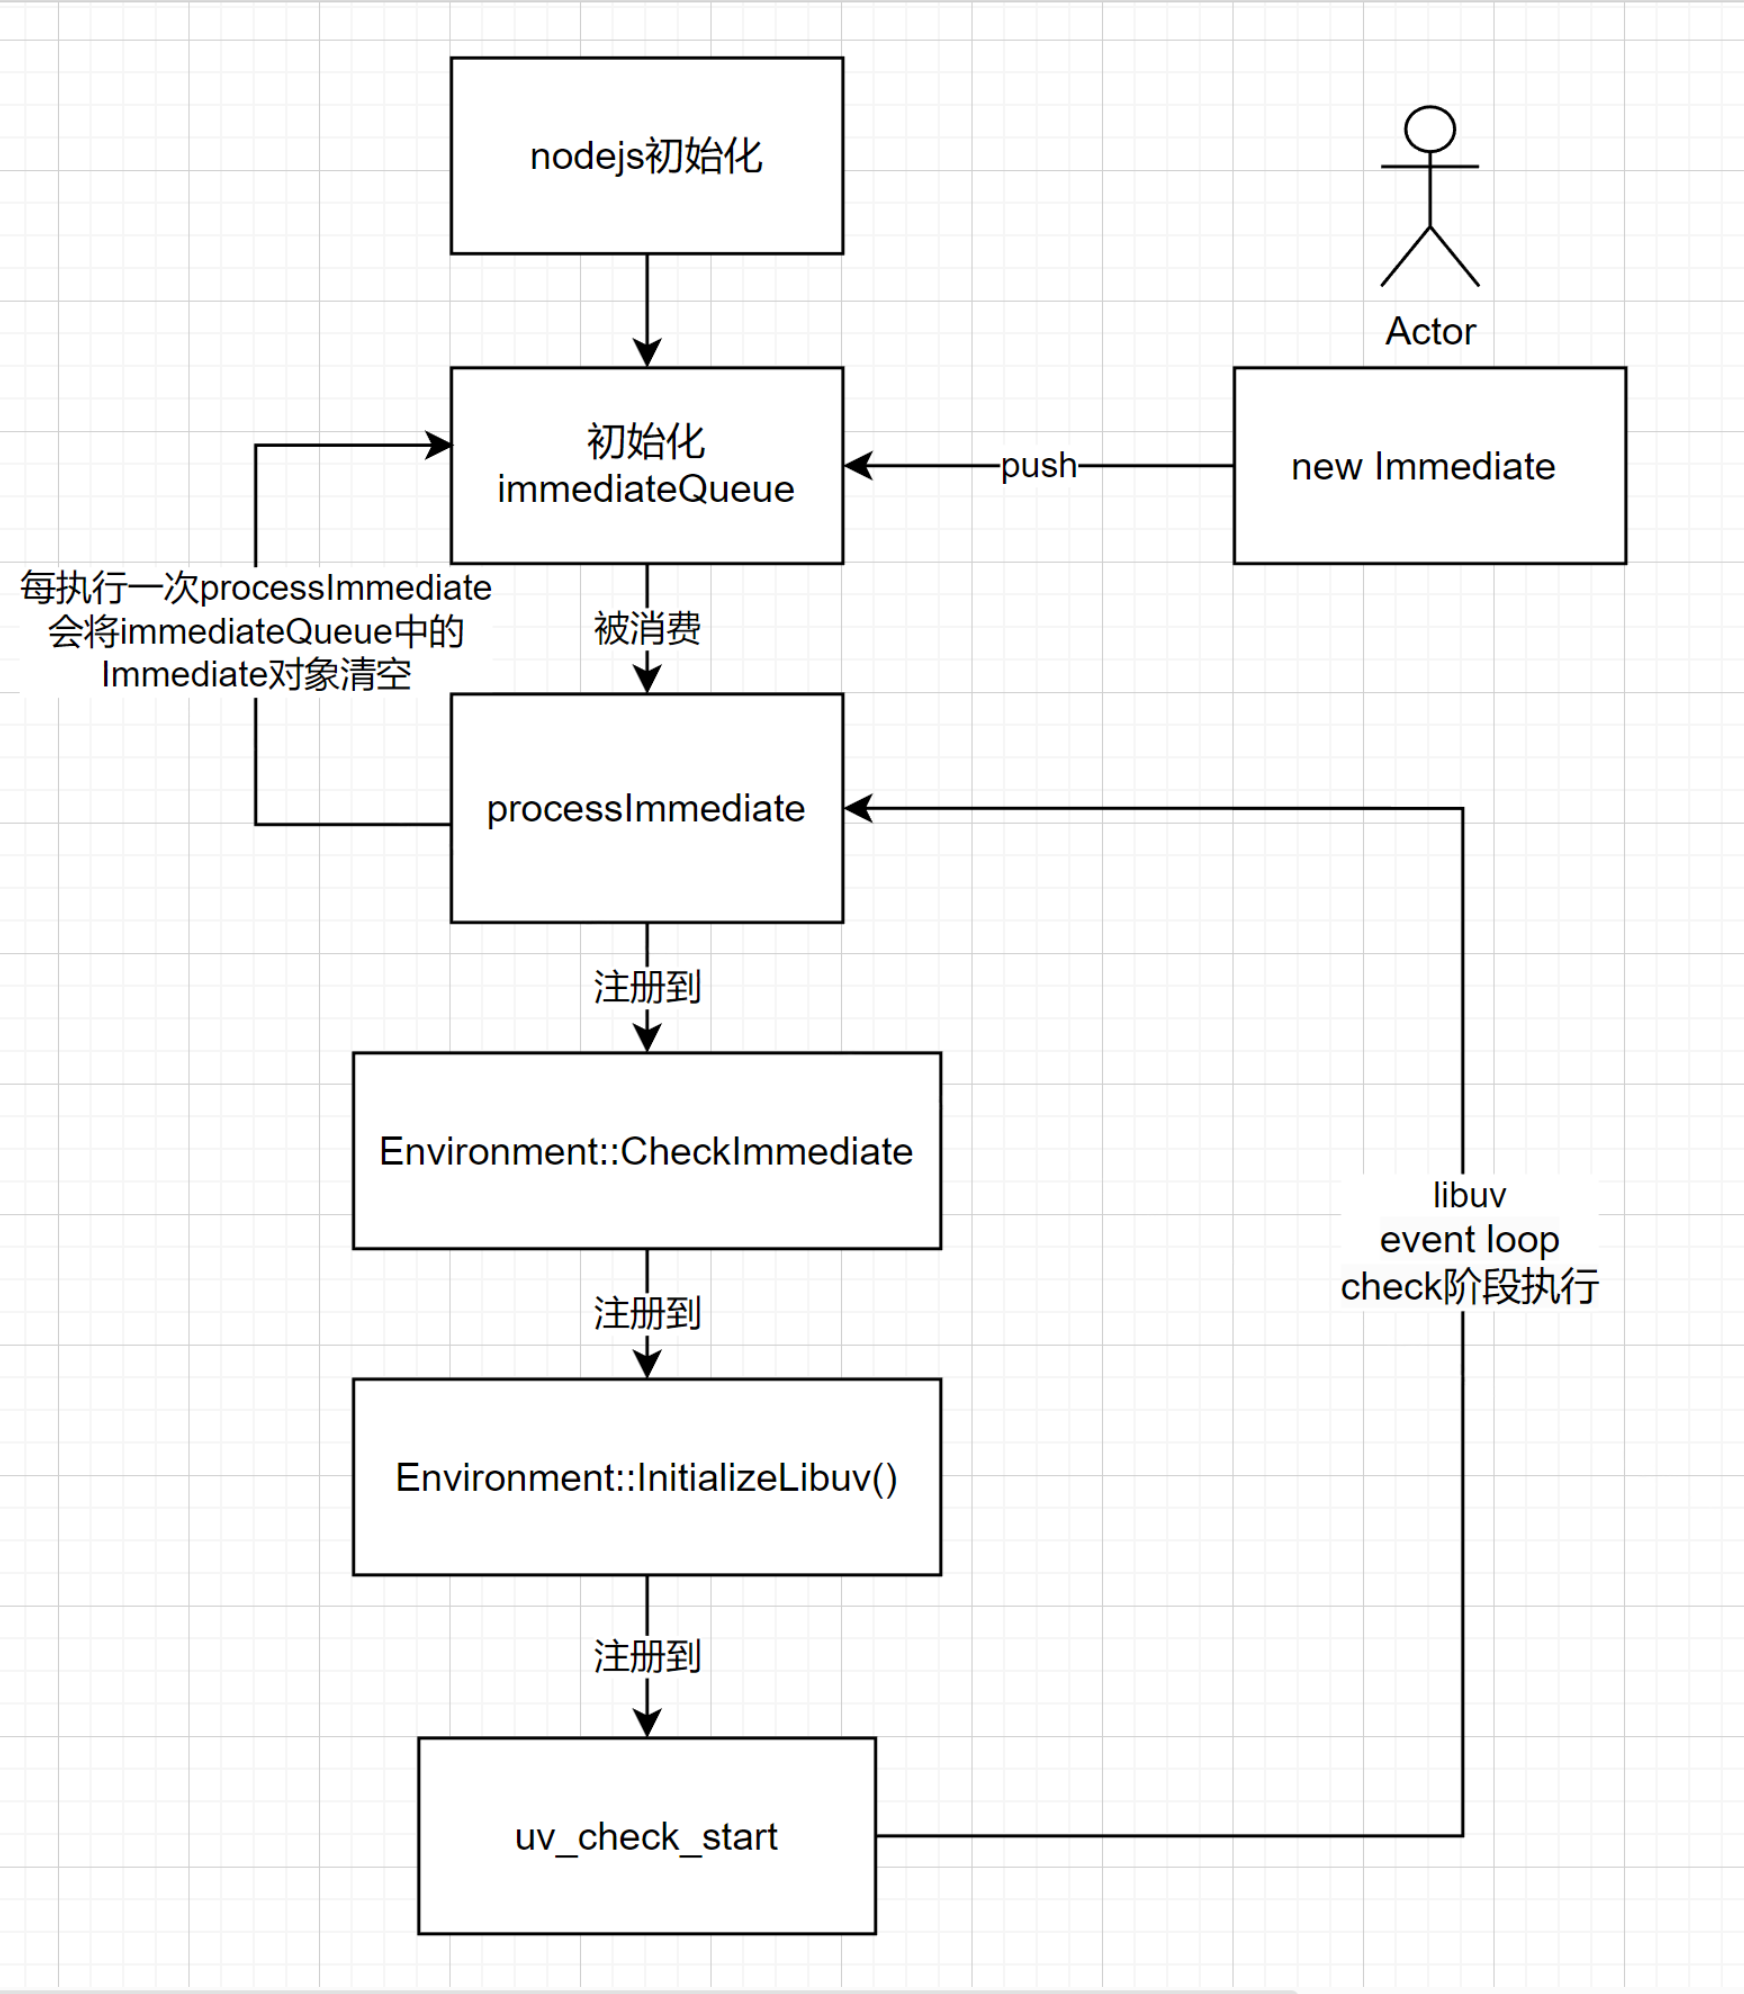 nodejs初始化
Actor
初始化
immediateQueue
push
new Immediate
每执行一次processImmediate
会将immediateQueue中的
Immediate对象清空
被消费
processImmediate
注册到
Environment::CheckImmediate
libuv
event loop
check阶段执行
注册到
Environment::InitializeLibuv()
注册到
uv_check_start